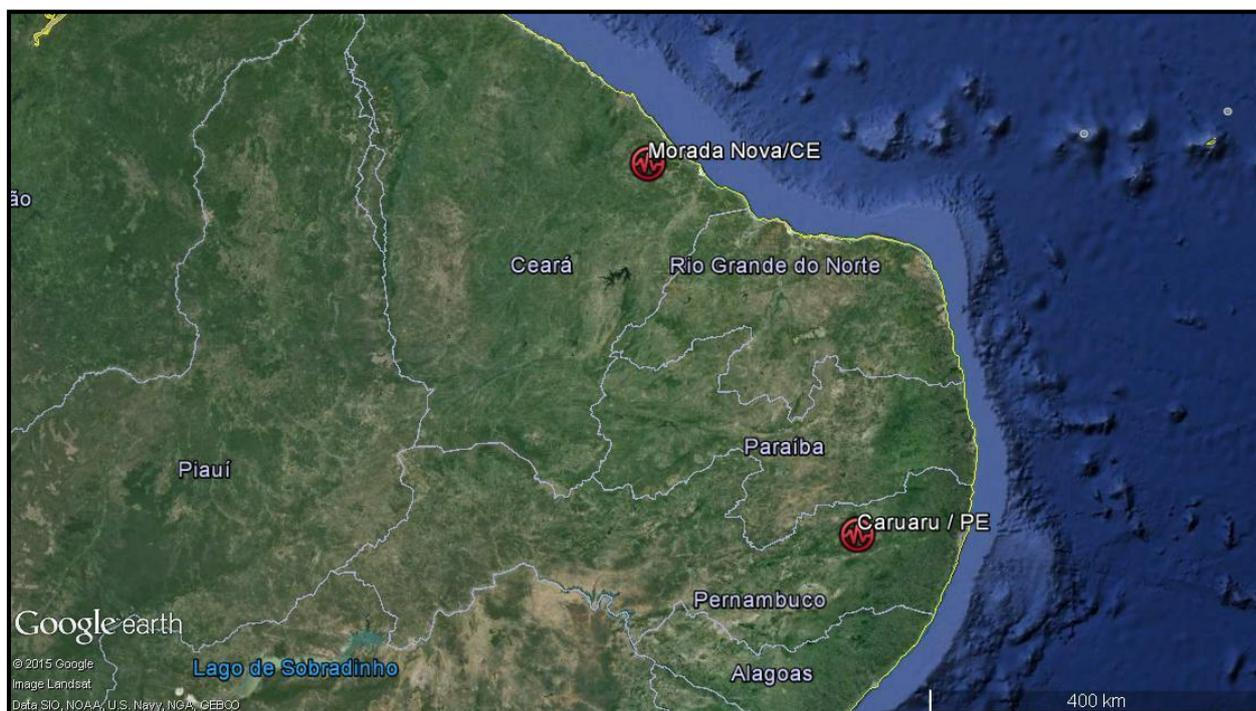 Morada Nova/CE
ão
Ceará
Rio Grande do Norte
Paraíba
Piauí
Caruaru / PE
Pernambuco
Google earth
Lago de Sobradinho
Alagoas
© 2015 Google
Image Landsat
Data SIO, NOAA, U.S. Navy, NGA, GEBCO
400 km